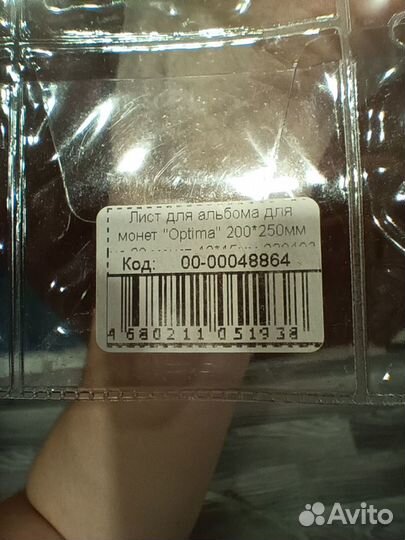 Лист для альбома для
монет "Optima" 200*250мм
Код: 00-00048864
4 680211 051938
Avito